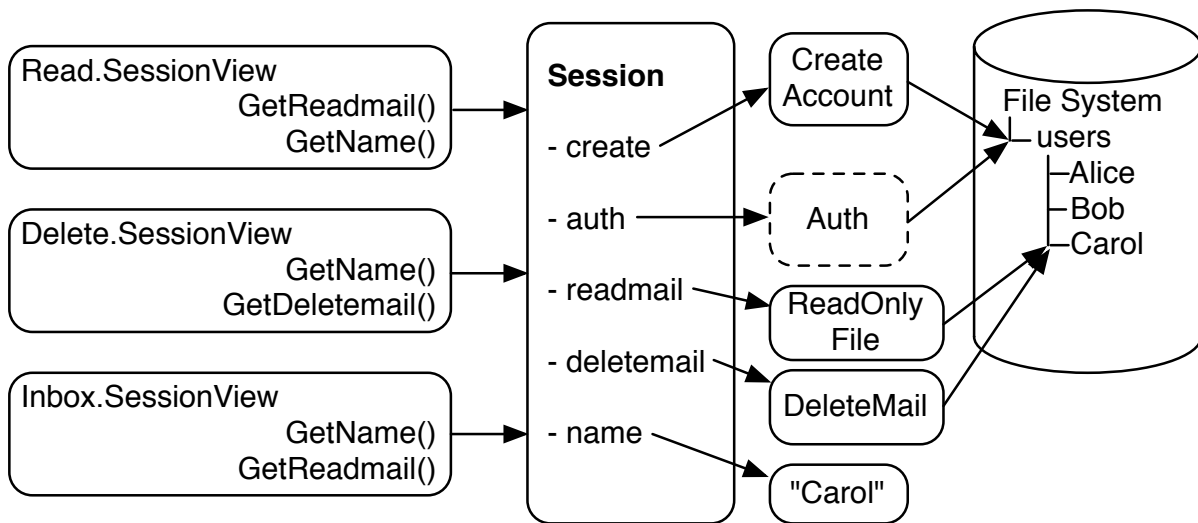 Read.SessionView
GetReadmail()
GetName()
Delete.SessionView
GetName()
GetDeletemail()
Inbox.SessionView
GetName()
GetReadmail()
Session
- create
- auth
- readmail
- deletemail
- name
Create
Account
Auth
ReadOnly
File
DeleteMail
"Carol"
File System
users
Alice
Bob
Carol